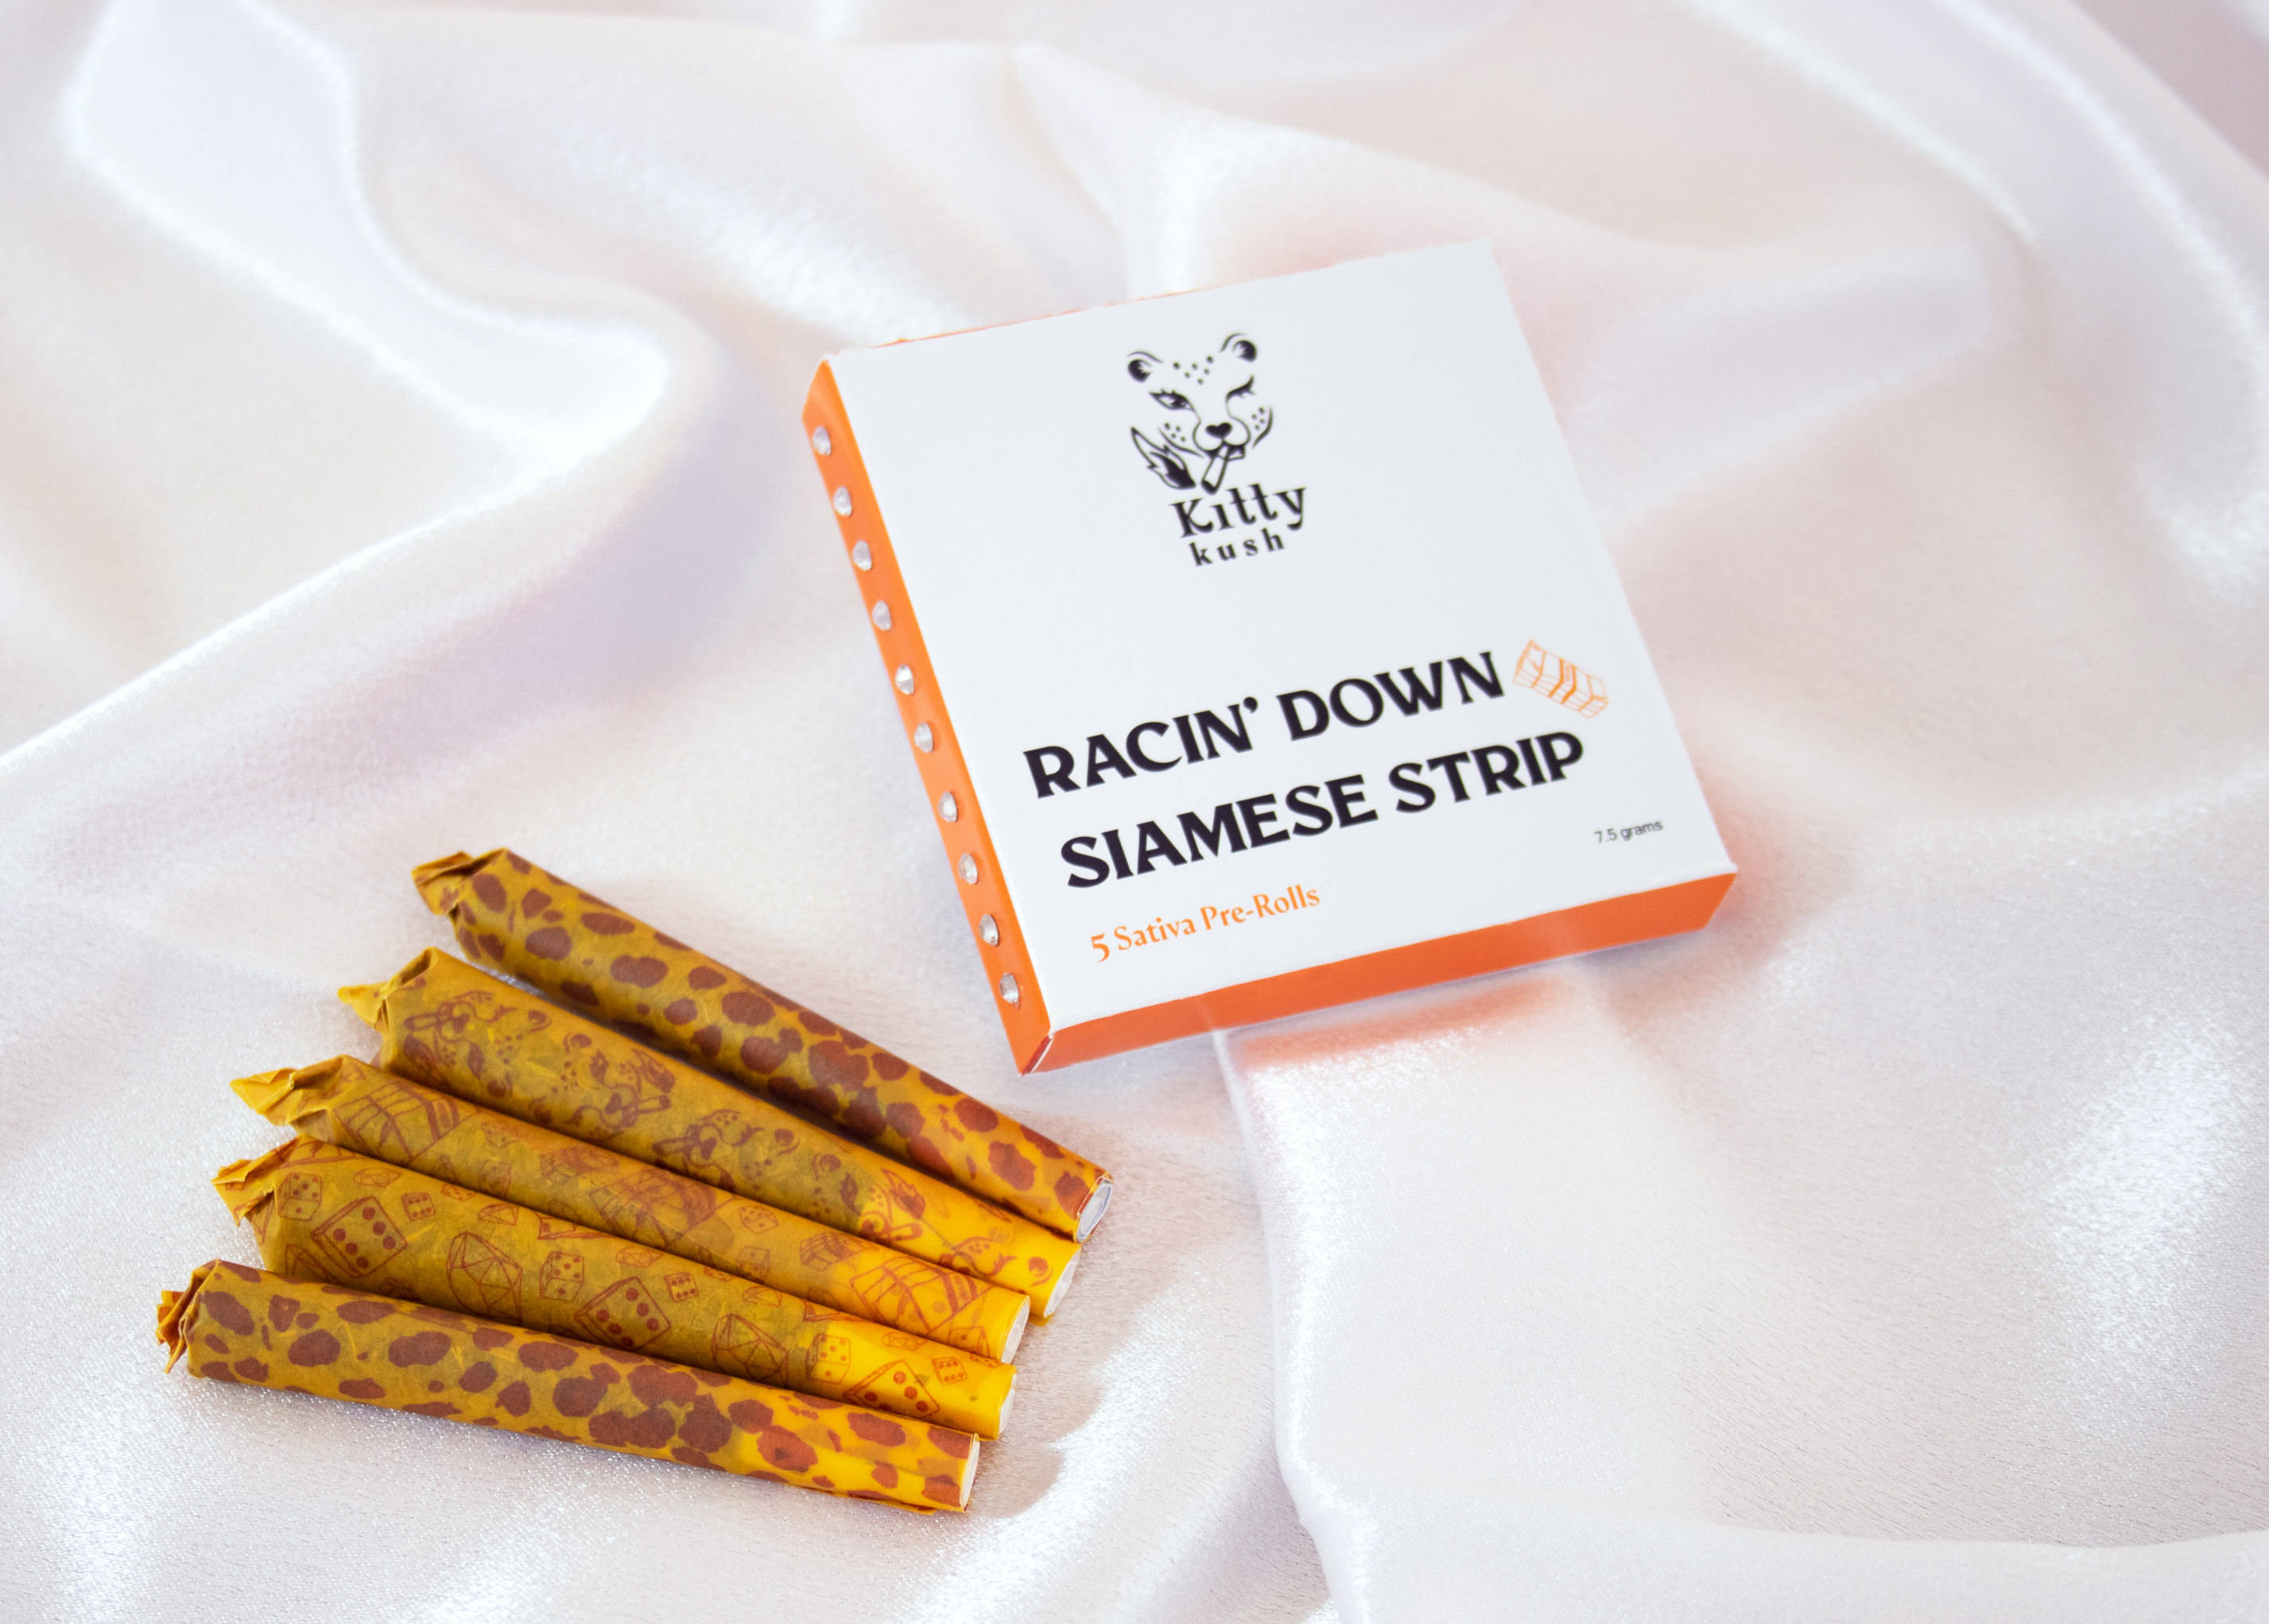 Kitty
kush
RACIN' DOWN
SIAMESE STRIP
7.5 grams
5 Sativa Pre-Rolls